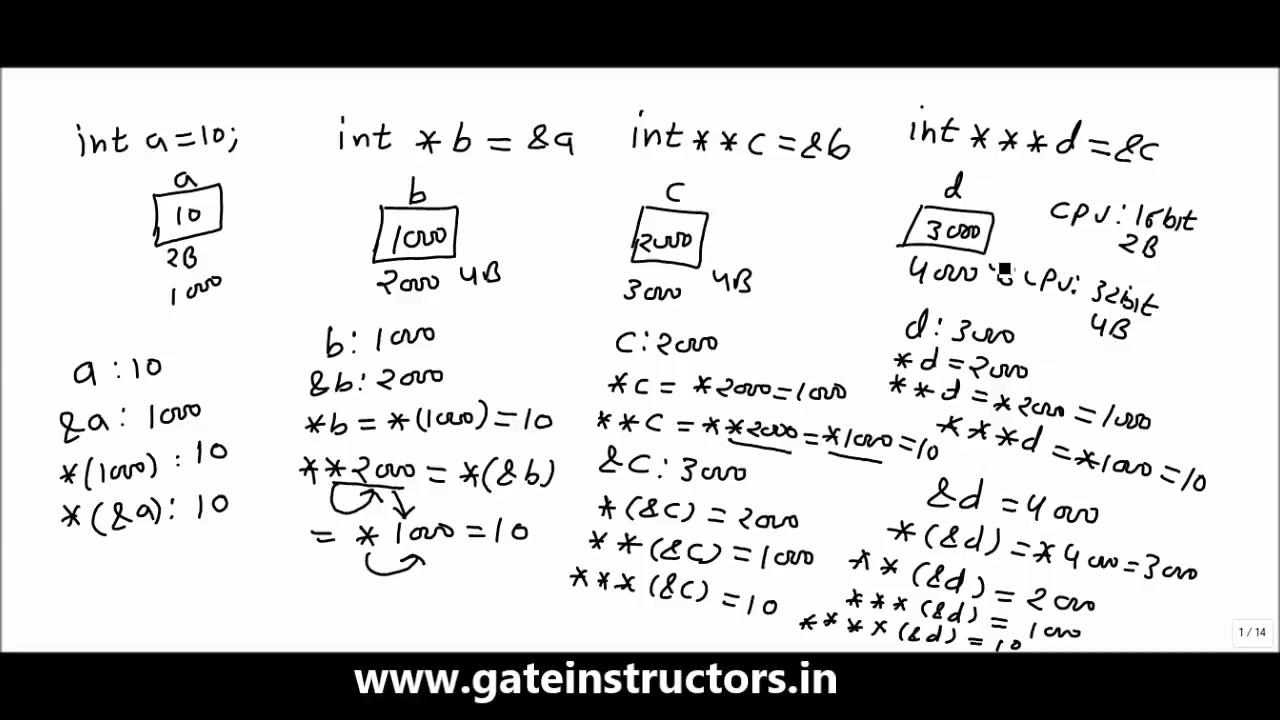 int a=10;
a
10
2B
1000
a : 10
&a : 1000
*(1000) : 10
*(&a) : 10
int *b = &a
b
1000
2000 4B
b : 1000
&b : 2000
*b = *(1000) = 10
**2000 = *(&b)
= *1000 = 10
int **c = &b
c
2000
3000 4B
c : 2000
*c = *2000 = 1000
**c = **2000 = *1000 = 10
&c : 3000
*(&c) = 2000
**(&c) = 1000
***(&c) = 10
int ***d = &c
d
3000
4000
CPU : 16bit
2B
CPU : 32bit
4B
d : 3000
*d = 2000
**d = *2000 = 1000
***d = *1000 = 10
&d = 4000
*(&d) = *4000 = 3000
**(&d) = 2000
***(&d) = 1000
****(&d) = 10
1 / 14
www.gateinstructors.in